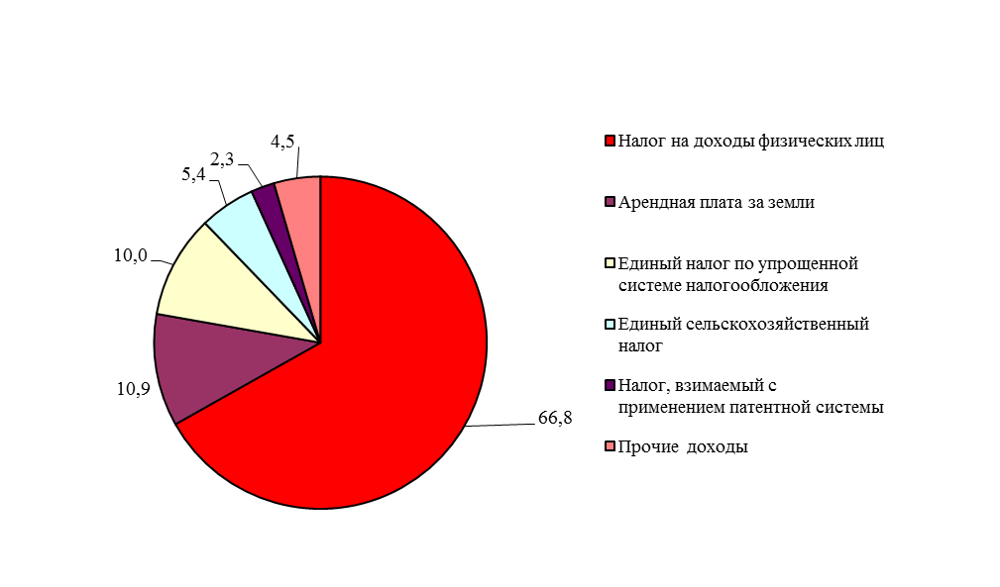 4,5
2,3
5,4
10,0
10,9
66,8
Налог на доходы физических лиц
Арендная плата за земли
Единый налог по упрощенной
системе налогообложения
Единый сельскохозяйственный
налог
Налог, взимаемый с
применением патентной системы
Прочие доходы